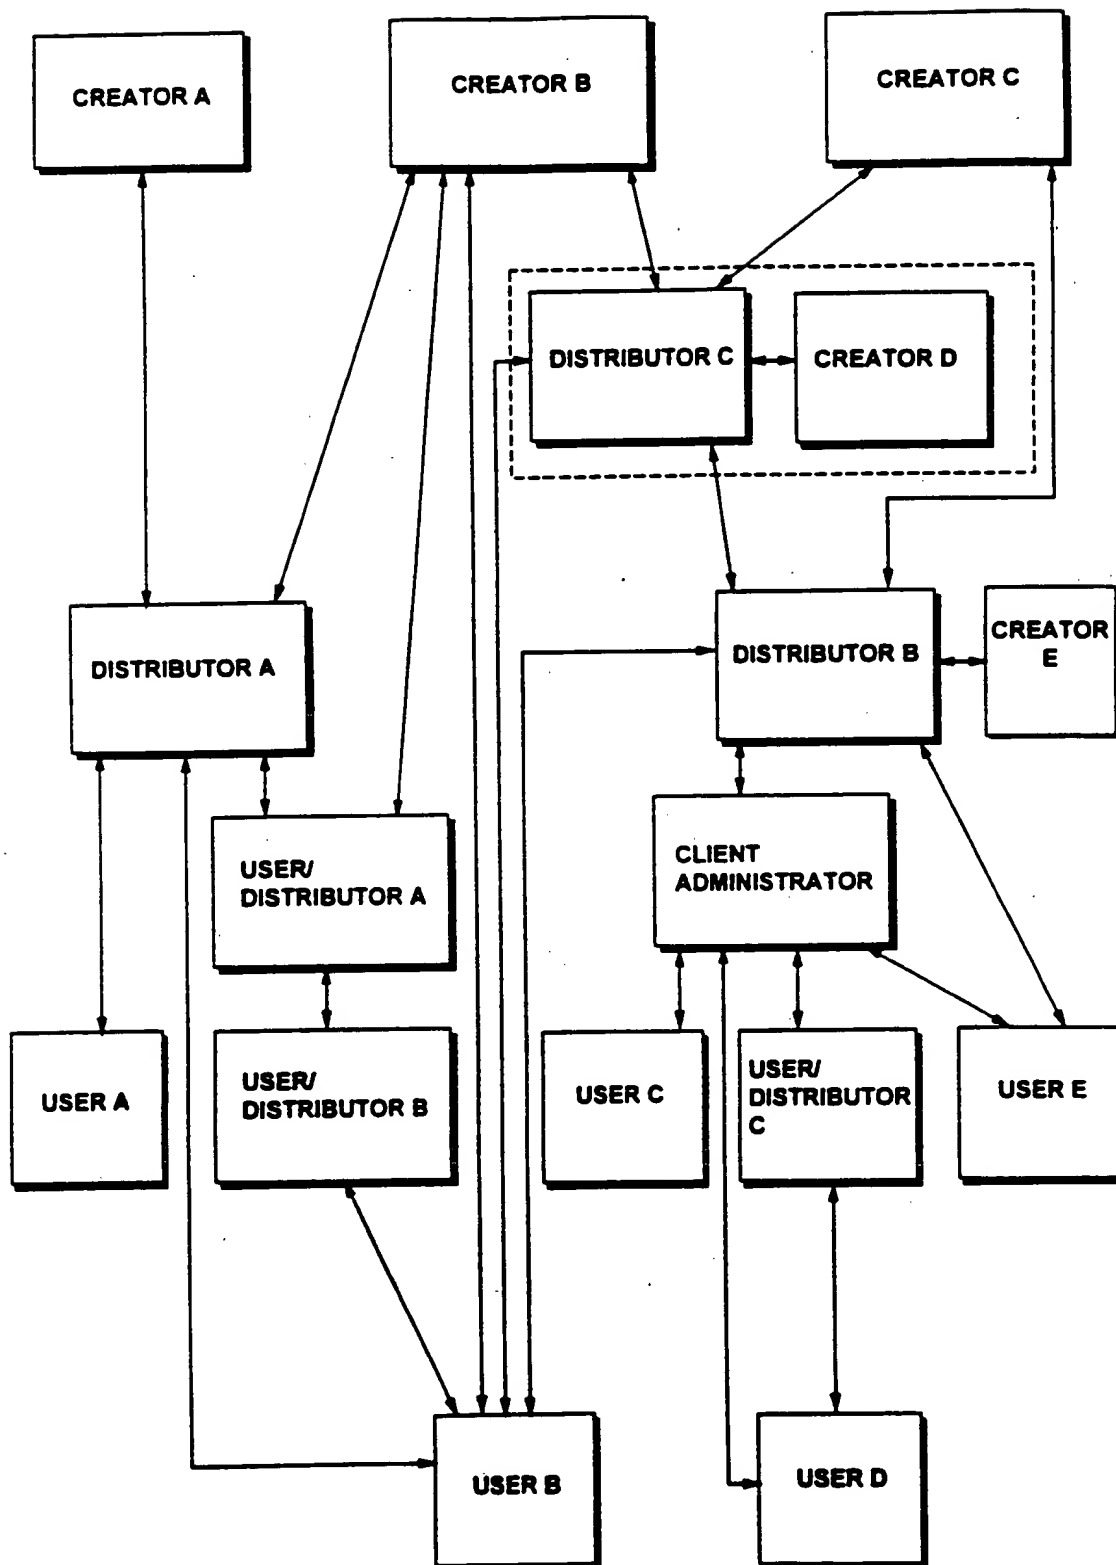 CREATOR A
CREATOR B
CREATOR C
DISTRIBUTOR C
CREATOR D
DISTRIBUTOR A
DISTRIBUTOR B
CREATOR
E
USER/
DISTRIBUTOR A
CLIENT
ADMINISTRATOR
USER A
USER/
DISTRIBUTOR B
USER C
USER/
DISTRIBUTOR
C
USER E
USER B
USER D